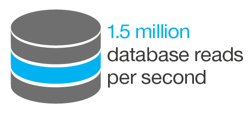 1.5 million
database reads
per second